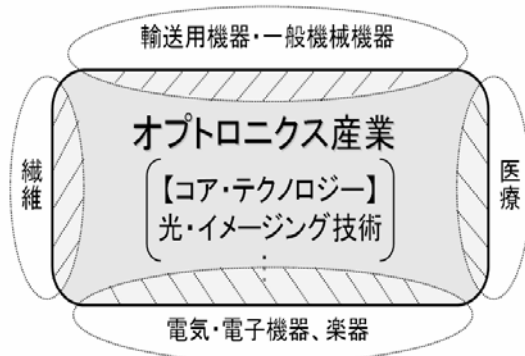 輸送用機器・一般機械機器
オプトロニクス産業
【コア・テクノロジー】
光・イメージング技術
繊維
医療
電気・電子機器、楽器